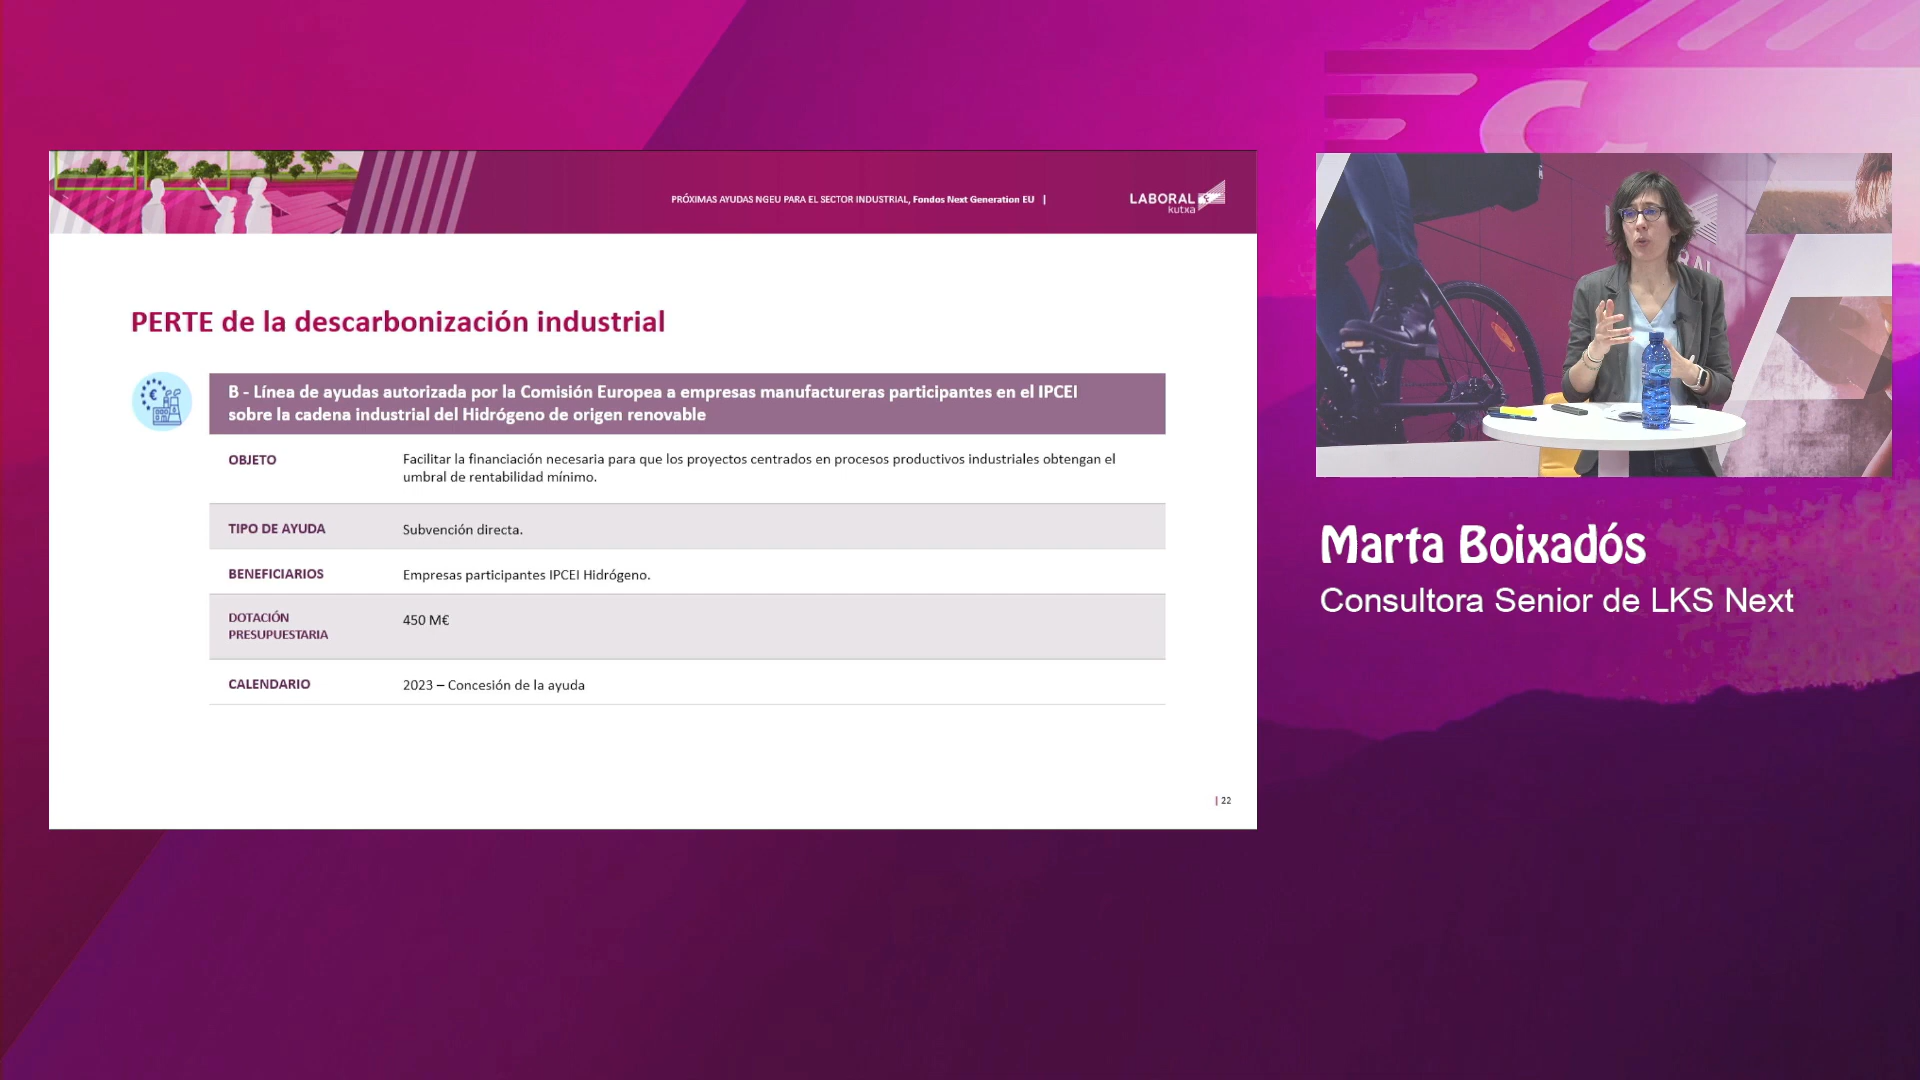 PRÓXIMAS AYUDAS NGEU PARA EL SECTOR INDUSTRIAL, Fondos Next Generation EU |
LABORAL
kutxa
PERTE de la descarbonización industrial
B - Línea de ayudas autorizada por la Comisión Europea a empresas manufactureras participantes en el IPCEI
sobre la cadena industrial del Hidrógeno de origen renovable
OBJETO
Facilitar la financiación necesaria para que los proyectos centrados en procesos productivos industriales obtengan el
umbral de rentabilidad mínimo.
TIPO DE AYUDA
Subvención directa.
BENEFICIARIOS
Empresas participantes IPCEI Hidrógeno.
DOTACIÓN
PRESUPUESTARIA
450 M€
CALENDARIO
2023 – Concesión de la ayuda
| 22
Marta Boixadós
Consultora Senior de LKS Next